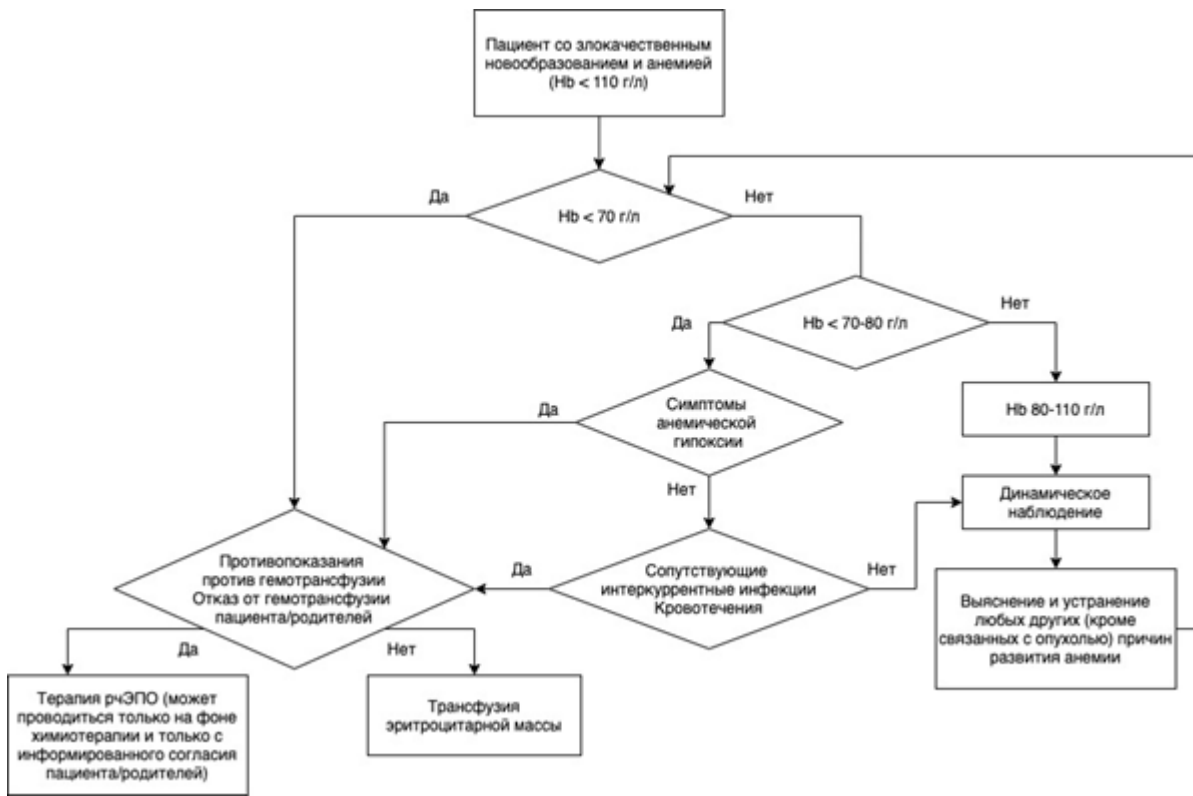 Пациент со злокачественным
новообразованием и анемией
(Hb < 110 г/л)
Да
Нет
Hb < 70 г/л
Нет
Hb < 70-80 г/л
Да
Да
Симптомы
анемической
гипоксии
Hb 80-110 г/л
Нет
Динамическое
наблюдение
Противопоказания
против гемотрансфузии
Отказ от гемотрансфузии
пациента/родителей
Да
Сопутствующие
интеркуррентные инфекции
Кровотечения
Нет
Выяснение и устранение
любых других (кроме
связанных с опухолью) причин
развития анемии
Да
Нет
Терапия рчЭПО (может
проводиться только на фоне
химиотерапии и только с
информированного согласия
пациента/родителей)
Трансфузия
эритроцитарной массы